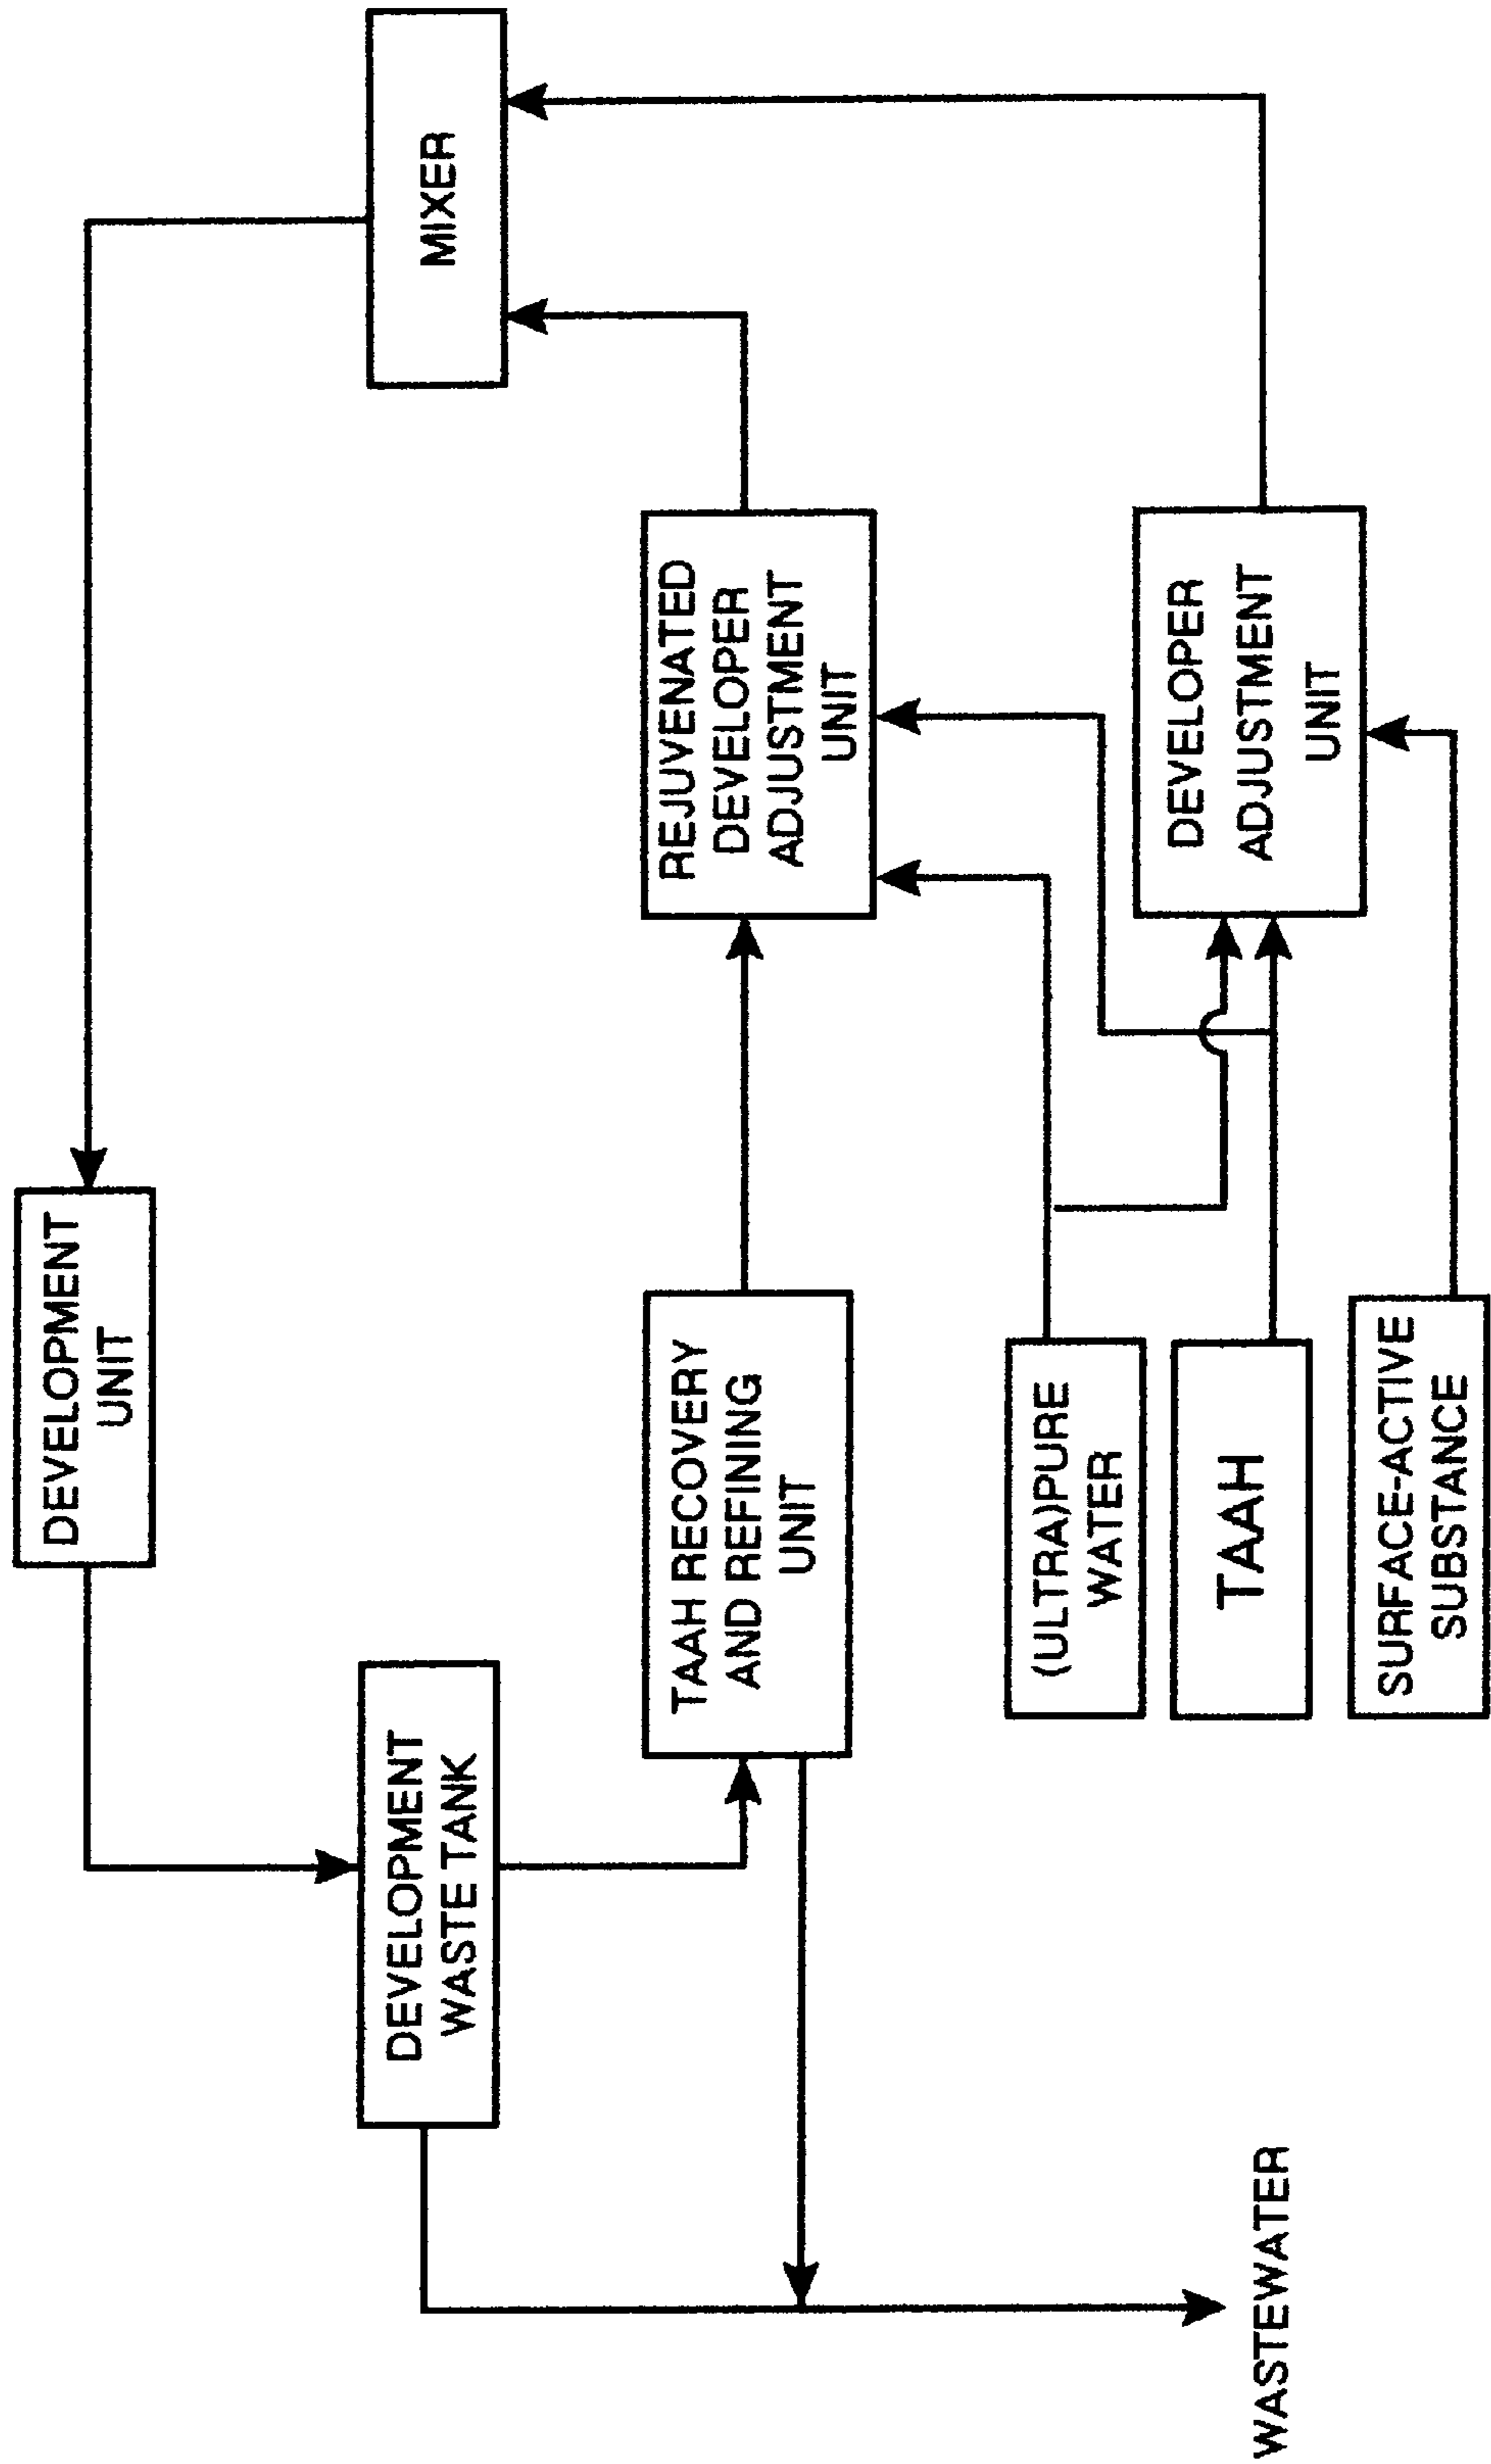 DEVELOPMENT
UNIT
DEVELOPMENT
WASTE TANK
MIXER
TAAH RECOVERY
AND REFINING
UNIT
REJUVENATED
DEVELOPER
ADJUSTMENT
UNIT
(ULTRA)PURE
WATER
TAAH
SURFACE-ACTIVE
SUBSTANCE
DEVELOPER
ADJUSTMENT
UNIT
WASTEWATER